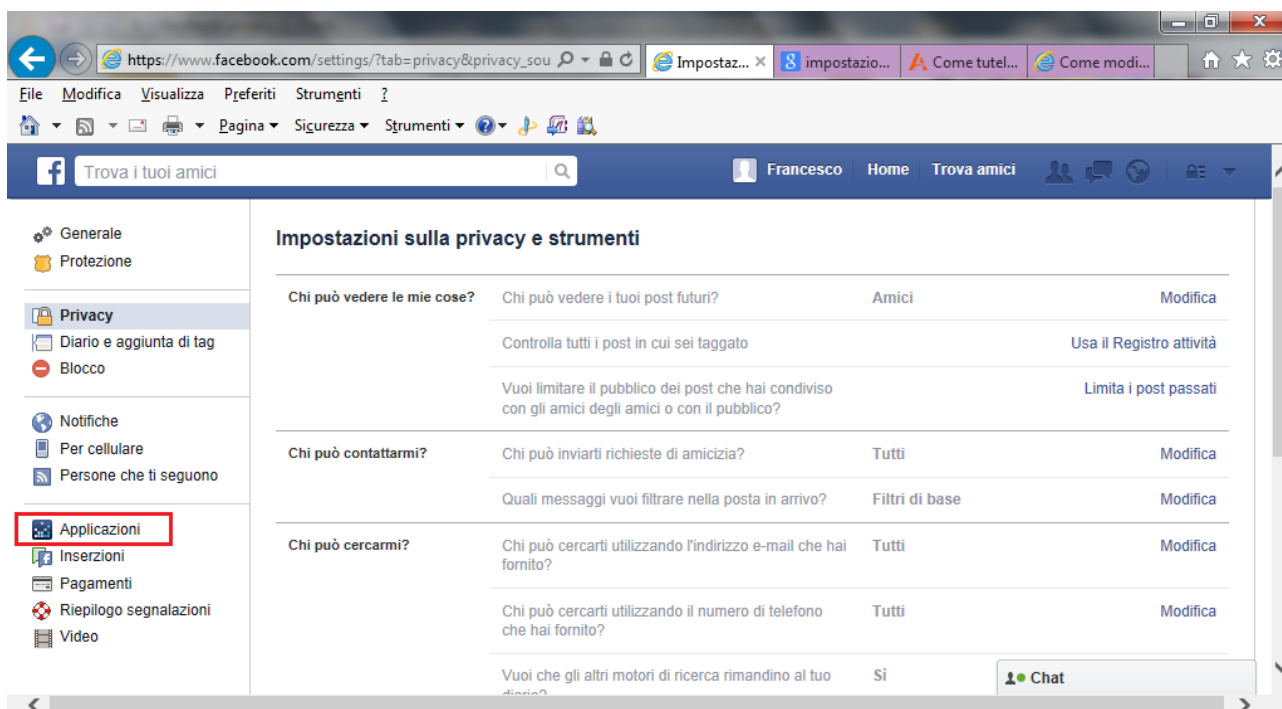 https://www.facebook.com/settings/?tab=privacy&privacy_sou
Impostaz...
impostazio...
Come tutel...
Come modi...
File Modifica Visualizza Preferiti Strumenti ?
Pagina Sicurezza Strumenti
Trova i tuoi amici
Francesco Home Trova amici
Generale
Protezione
Privacy
Diario e aggiunta di tag
Blocco
Notifiche
Per cellulare
Persone che ti seguono
Applicazioni
Inserzioni
Pagamenti
Riepilogo segnalazioni
Video
Impostazioni sulla privacy e strumenti
Chi può vedere le mie cose? Chi può vedere i tuoi post futuri? Amici Modifica
Controlla tutti i post in cui sei taggato Usa il Registro attività
Vuoi limitare il pubblico dei post che hai condiviso Limita i post passati
con gli amici degli amici o con il pubblico?
Chi può contattarmi? Chi può inviarti richieste di amicizia? Tutti Modifica
Quali messaggi vuoi filtrare nella posta in arrivo? Filtri di base Modifica
Chi può cercarmi? Chi può cercarti utilizzando l'indirizzo e-mail che hai Tutti Modifica
fornito?
Chi può cercarti utilizzando il numero di telefono Tutti Modifica
che hai fornito?
Vuoi che gli altri motori di ricerca rimandino al tuo Sì
diario?
Chat